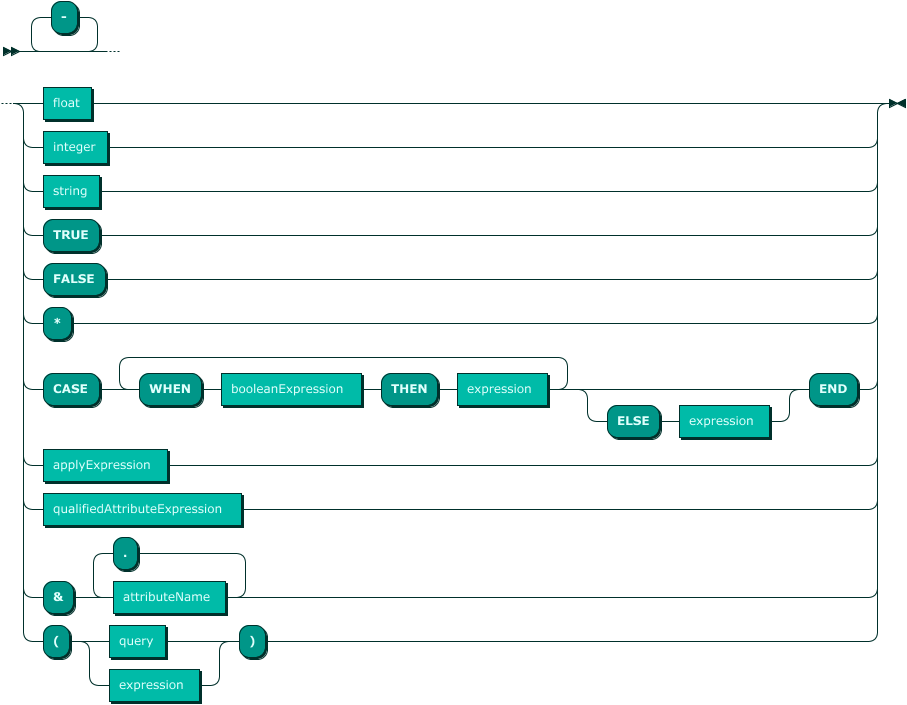 -
float
integer
string
TRUE
FALSE
*
CASE WHEN booleanExpression THEN expression END
ELSE expression
applyExpression
qualifiedAttributeExpression
.
& attributeName
( query )
expression